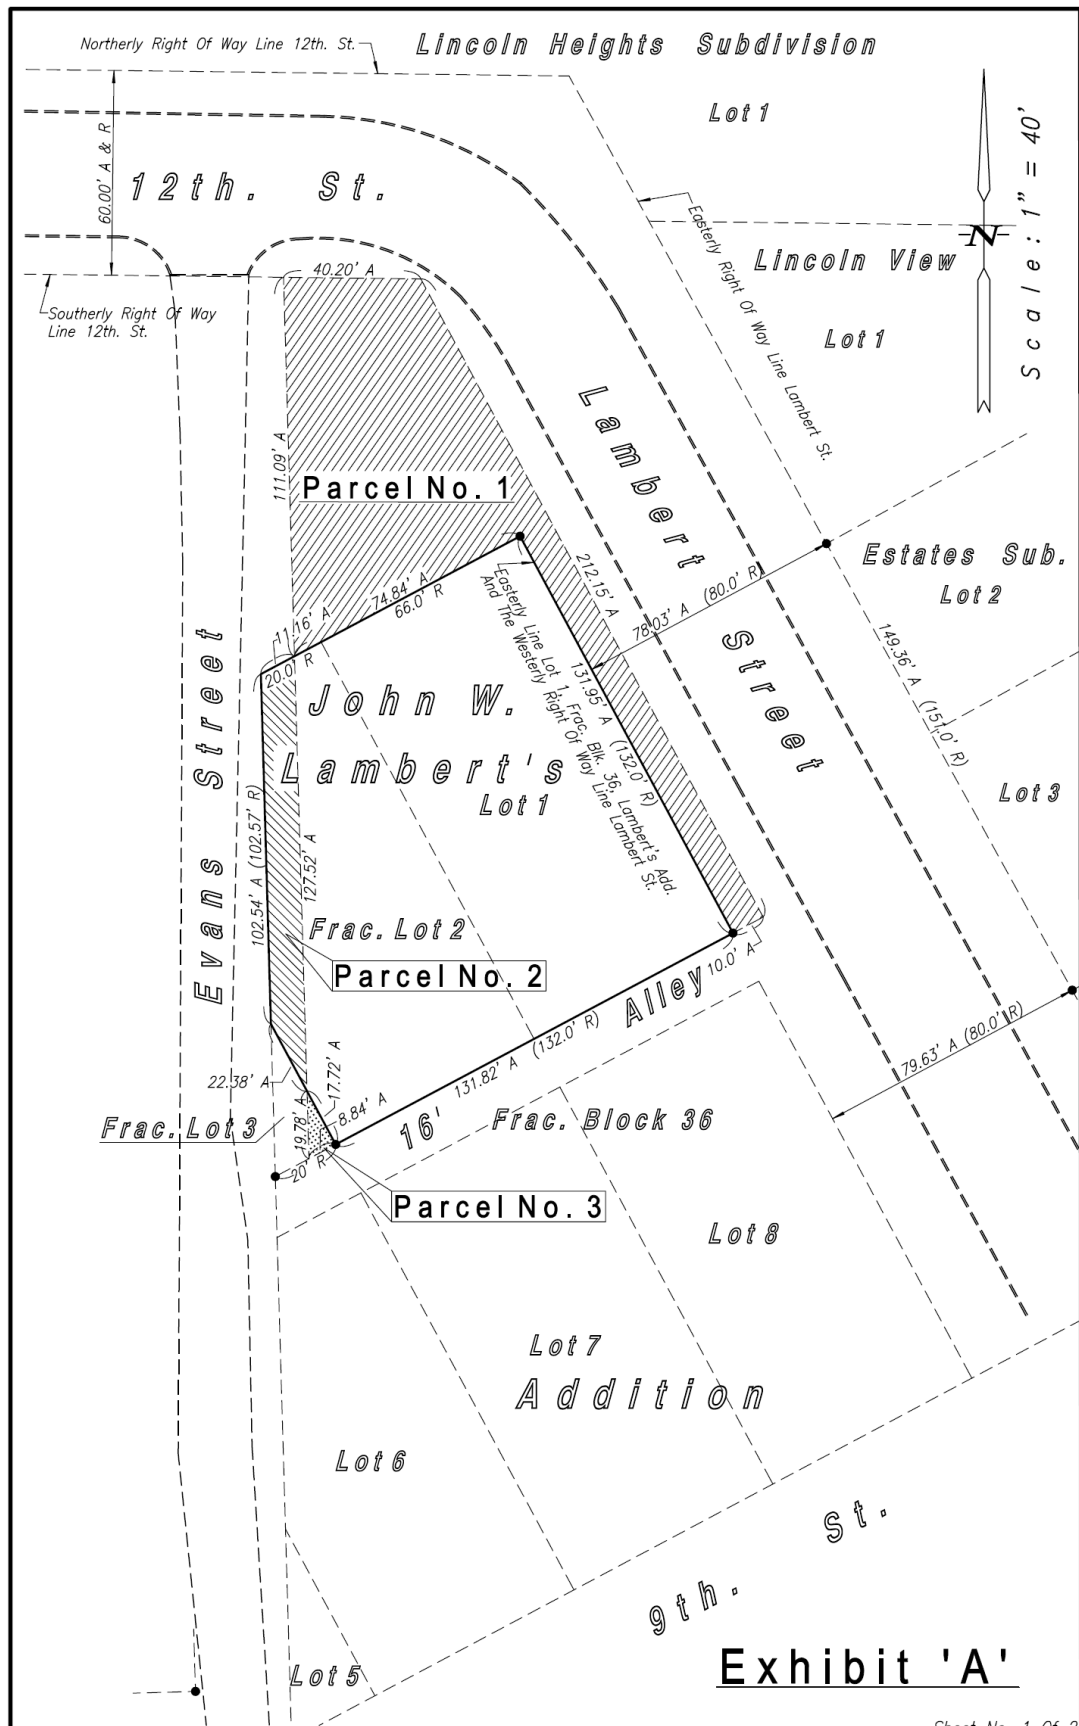 Northerly Right Of Way Line 12th. St.
Lincoln Heights Subdivision
Lot 1
60.00' A & R
12th. St.
Scale: 1" = 40'
N
Easterly Right Of Way Line Lambert St.
Lincoln View
Lot 1
40.20' A
Southerly Right Of Way
Line 12th. St.
111.09' A
Parcel No. 1
Lambert Street
212.15' A
78.03' A (80.0' R)
Estates Sub.
Lot 2
149.36' A (151.0' R)
Lot 3
74.84' A
66.0' R
11.16' A
20.0' R
Easterly Line Lot 1, Frac. Blk. 36, Lambert's Add.
And The Westerly Right Of Way Line Lambert St.
131.95' A (132.0' R)
Evans Street
John W.
Lambert's
Lot 1
102.54' A (102.57' R)
127.52' A
Frac. Lot 2
Parcel No. 2
10.0' A
16' Alley
131.82' A (132.0' R)
79.63' A (80.0' R)
22.38' A
17.72' A
8.84' A
19.78' A
20' R
Frac. Lot 3
Frac. Block 36
Parcel No. 3
Lot 8
Lot 7
Addition
Lot 6
9th. St.
Lot 5
Exhibit 'A'
Sheet No. 1 Of 2